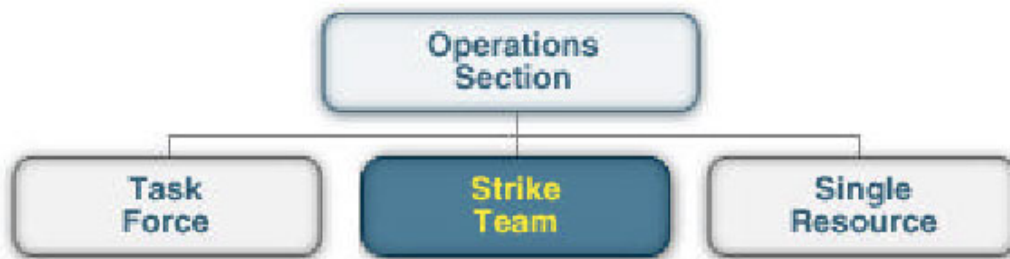 Operations
Section
Task
Force
Strike
Team
Single
Resource